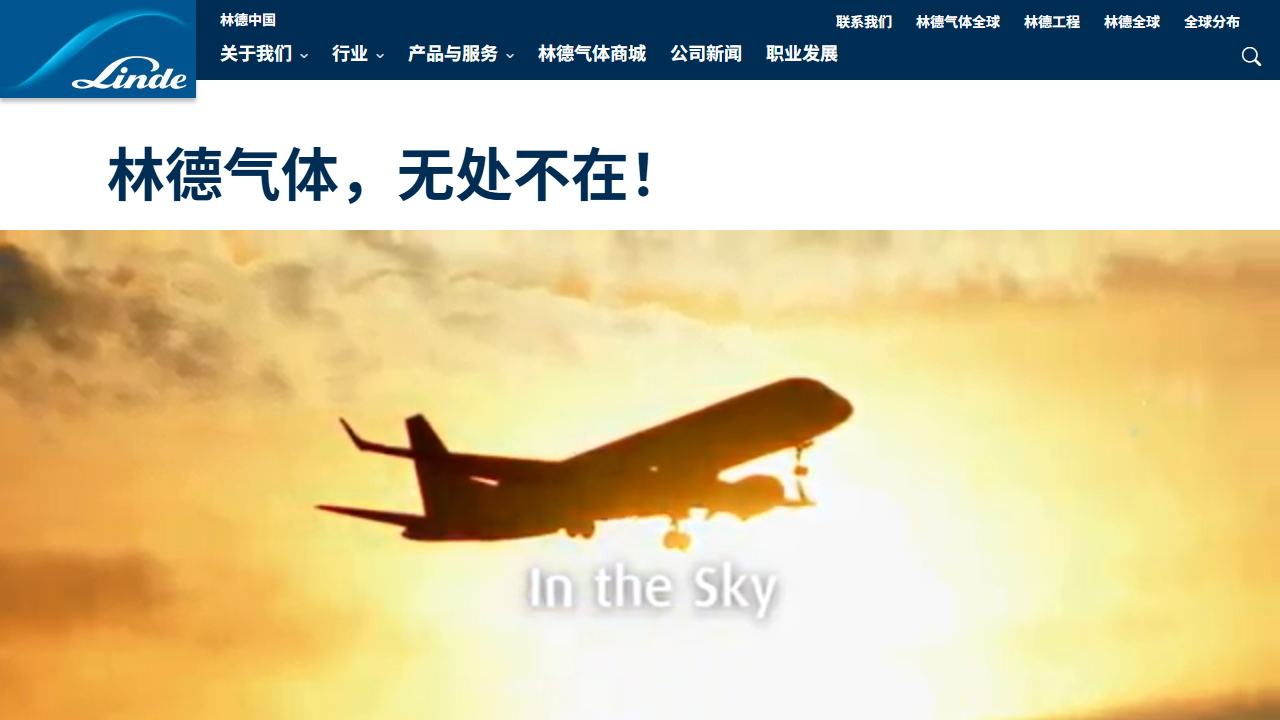 林德中国
联系我们 林德气体全球 林德工程 林德全球 全球分布
关于我们 行业 产品与服务 林德气体商城 公司新闻 职业发展
Linde
林德气体，无处不在！
In the Sky